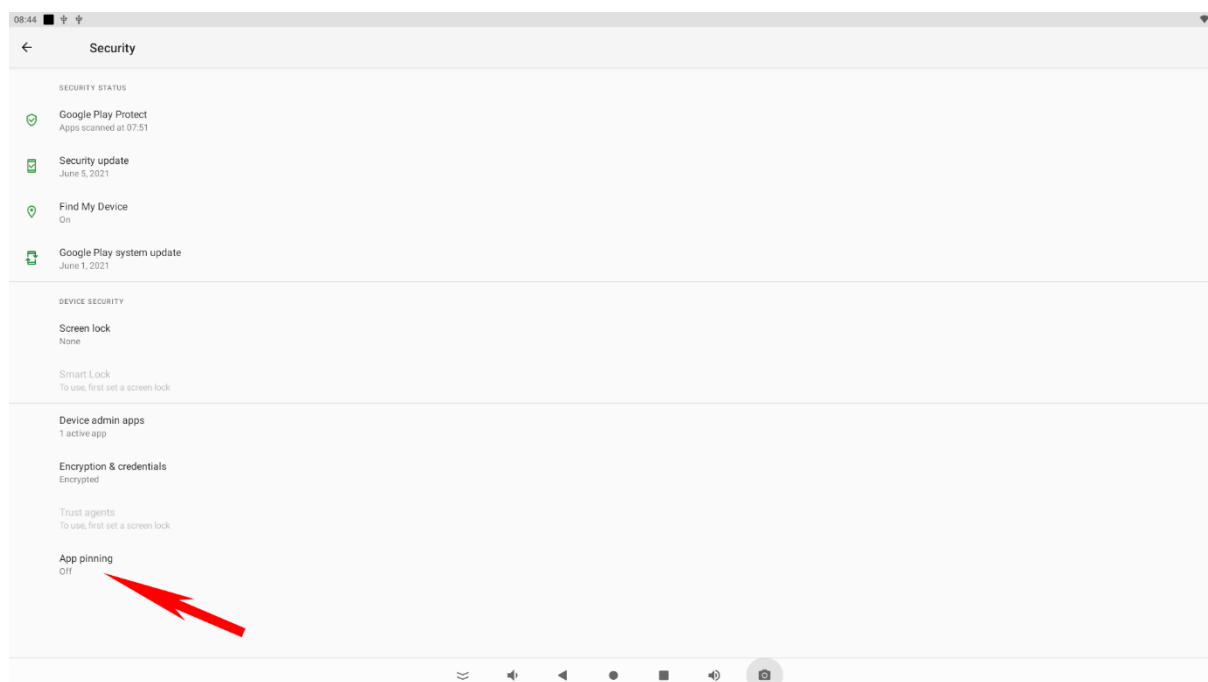 08:44
Security
SECURITY STATUS
Google Play Protect
Apps scanned at 07:51
Security update
June 5, 2021
Find My Device
On
Google Play system update
June 1, 2021
DEVICE SECURITY
Screen lock
None
Smart Lock
To use, first set a screen lock
Device admin apps
1 active app
Encryption & credentials
Encrypted
Trust agents
To use, first set a screen lock
App pinning
Off